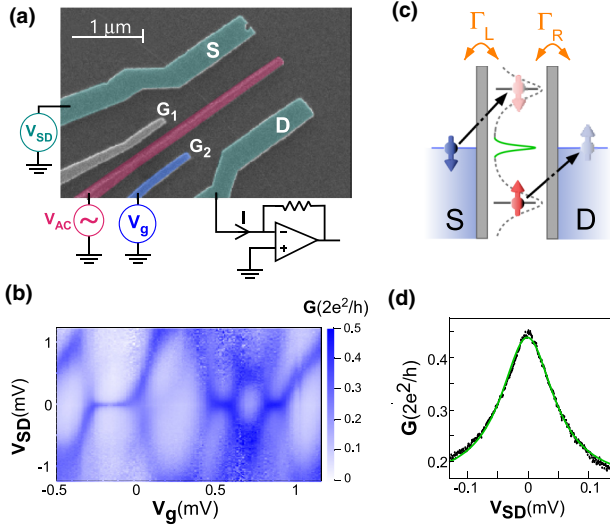 (a)
1 μm
S
D
G1
G2
VSD
VAC
~
Vg
I
−
+
(b)
G(2e²/h)
0.5
0.4
0.3
0.2
0.1
0
VSD(mV)
1
0
-1
-0.5
0
0.5
1
Vg(mV)
(c)
ΓL
ΓR
S
D
(d)
G(2e²/h)
0.4
0.3
0.2
-0.1
0
0.1
VSD(mV)